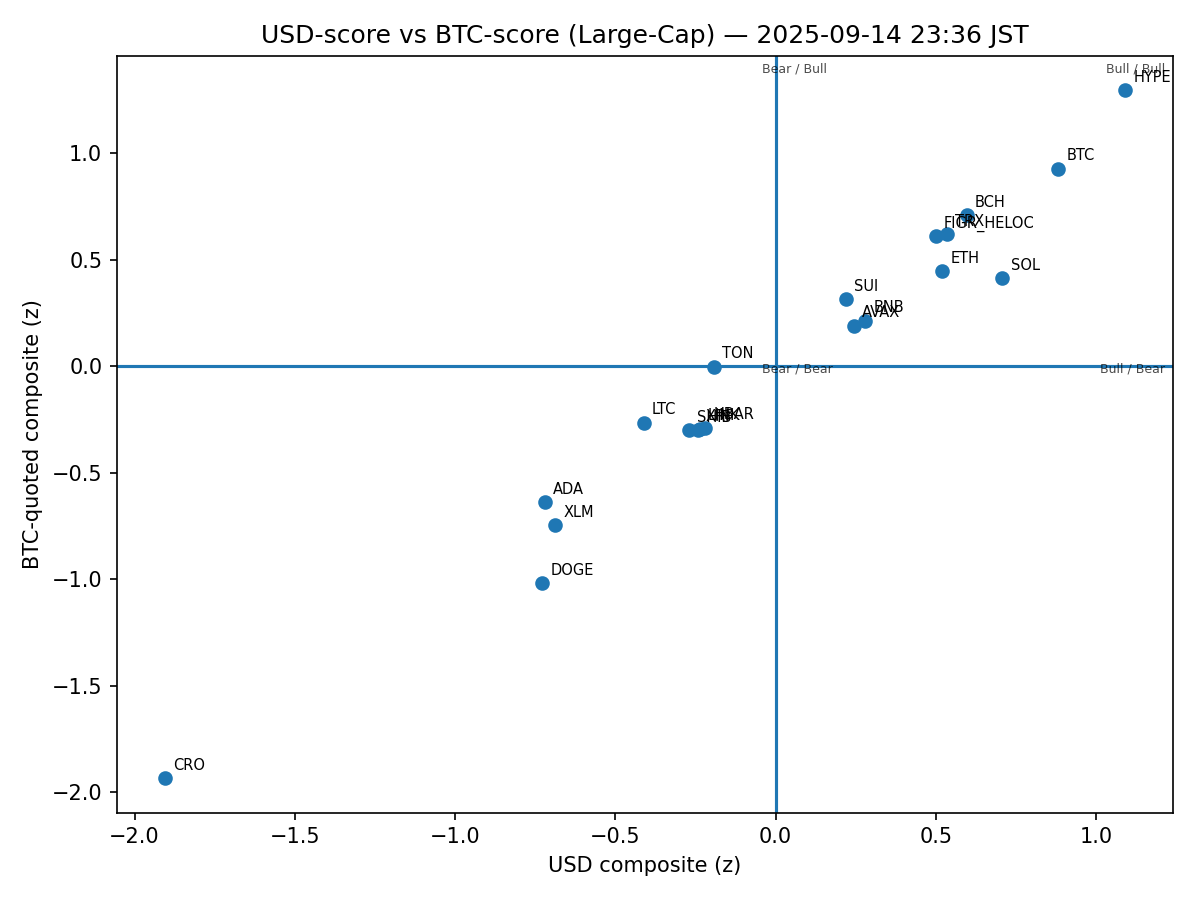 USD-score vs BTC-score (Large-Cap) — 2025-09-14 23:36 JST
Bear / Bull
Bull / Bull
HYPE
BTC
BCH
TRX
FIGR_HELOC
ETH
SOL
SUI
BNB
AVAX
TON
Bear / Bear
Bull / Bear
LTC
HBAR
SHIB
ADA
XLM
DOGE
CRO
1.0
0.5
0.0
−0.5
−1.0
−1.5
−2.0
BTC-quoted composite (z)
−2.0
−1.5
−1.0
−0.5
0.0
0.5
1.0
USD composite (z)